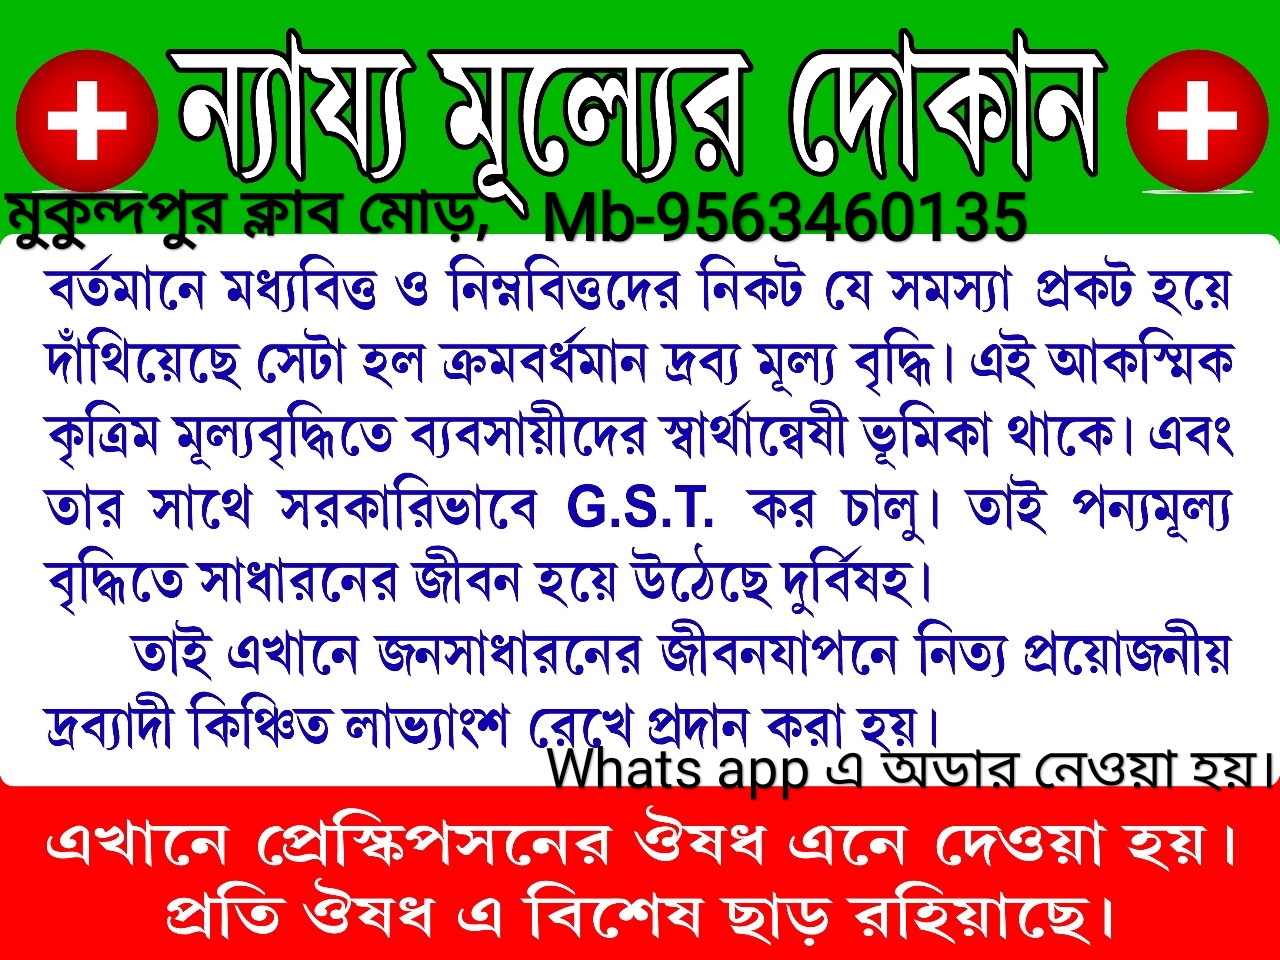 ন্যায্য মূল্যের দোকান
মুকুন্দপুর ক্লাব মোড়, Mb-9563460135
বর্তমানে মধ্যবিত্ত ও নিম্নবিত্তদের নিকট যে সমস্যা প্রকট হয়ে
দাঁথিয়েছে সেটা হল ক্রমবর্ধমান দ্রব্য মূল্য বৃদ্ধি। এই আকস্মিক
কৃত্রিম মূল্যবৃদ্ধিতে ব্যবসায়ীদের স্বার্থান্বেষী ভূমিকা থাকে। এবং
তার সাথে সরকারিভাবে G.S.T. কর চালু। তাই পন্যমূল্য
বৃদ্ধিতে সাধারনের জীবন হয়ে উঠেছে দুর্বিষহ।
তাই এখানে জনসাধারনের জীবনযাপনে নিত্য প্রয়োজনীয়
দ্রব্যাদী কিঞ্চিত লাভ্যাংশ রেখে প্রদান করা হয়।
Whats app এ অডার নেওয়া হয়।
এখানে প্রেস্কিপসনের ঔষধ এনে দেওয়া হয়।
প্রতি ঔষধ এ বিশেষ ছাড় রহিয়াছে।